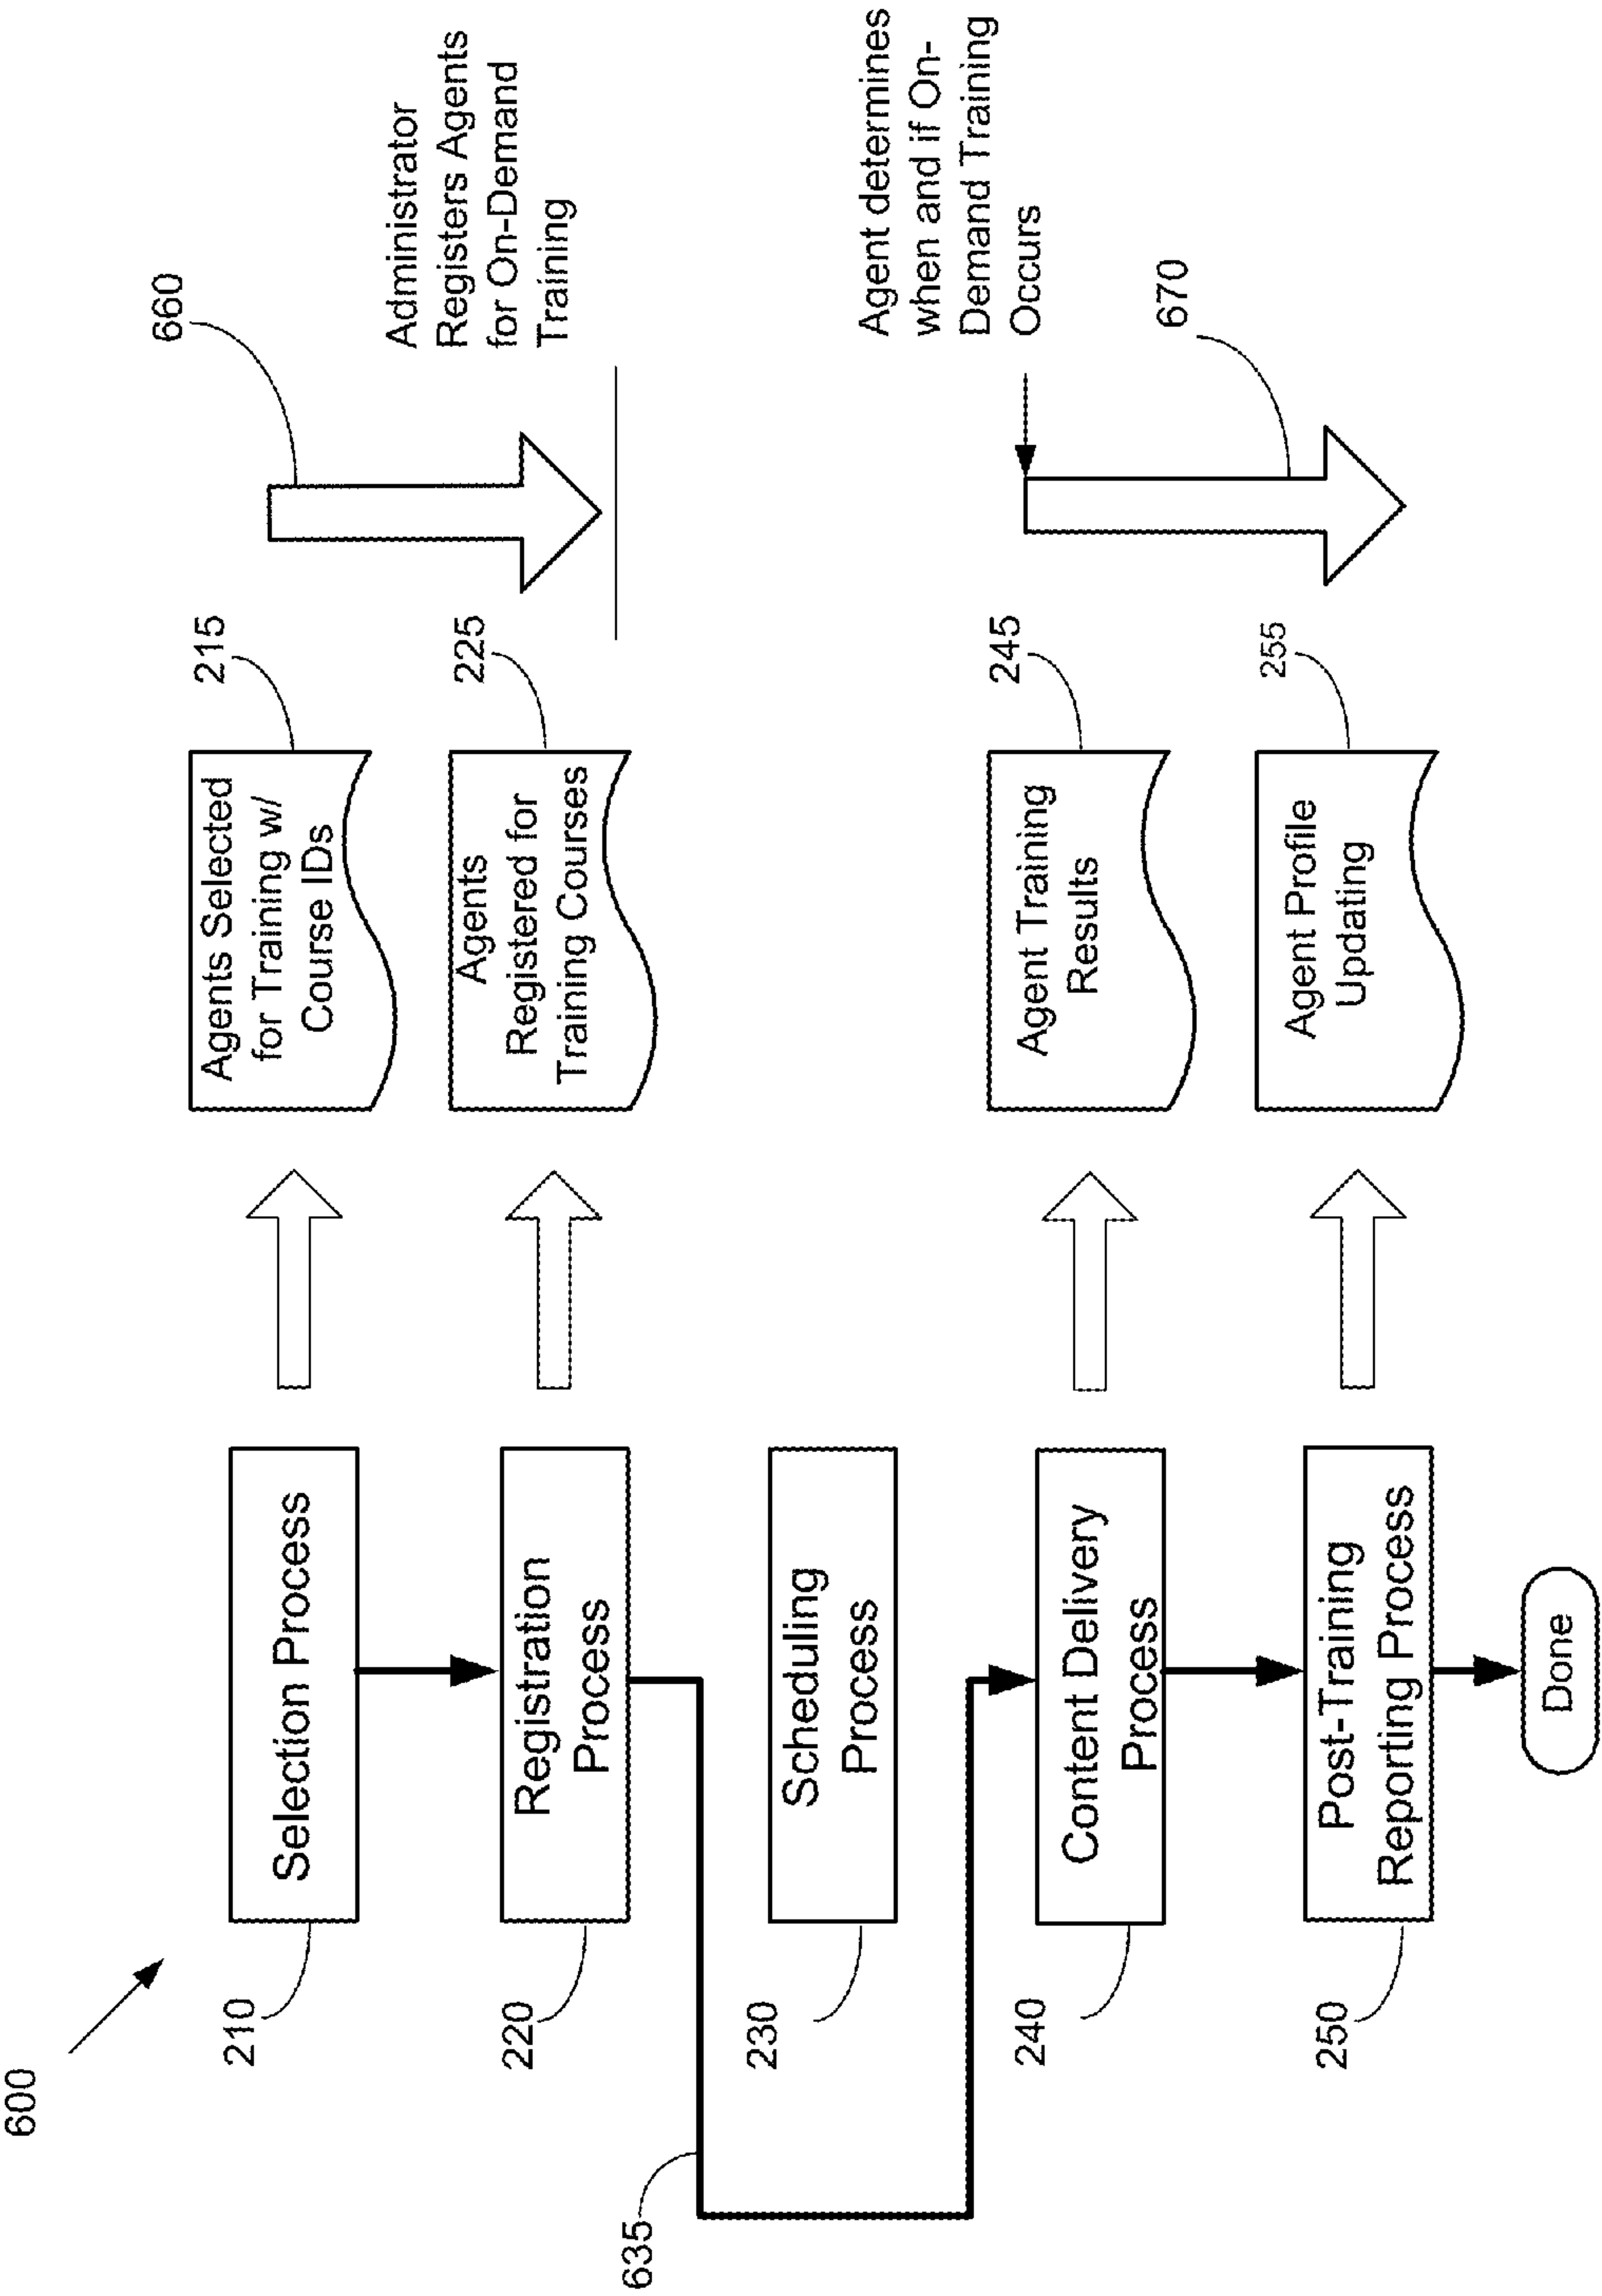 600
210
Selection Process
Agents Selected
for Training w/
Course IDs
215
660
Administrator
Registers Agents
for On-Demand
Training
220
Registration
Process
Agents
Registered for
Training Courses
225
635
230
Scheduling
Process
240
Content Delivery
Process
Agent Training
Results
245
Agent determines
when and if On-
Demand Training
Occurs
670
250
Post-Training
Reporting Process
Agent Profile
Updating
255
Done